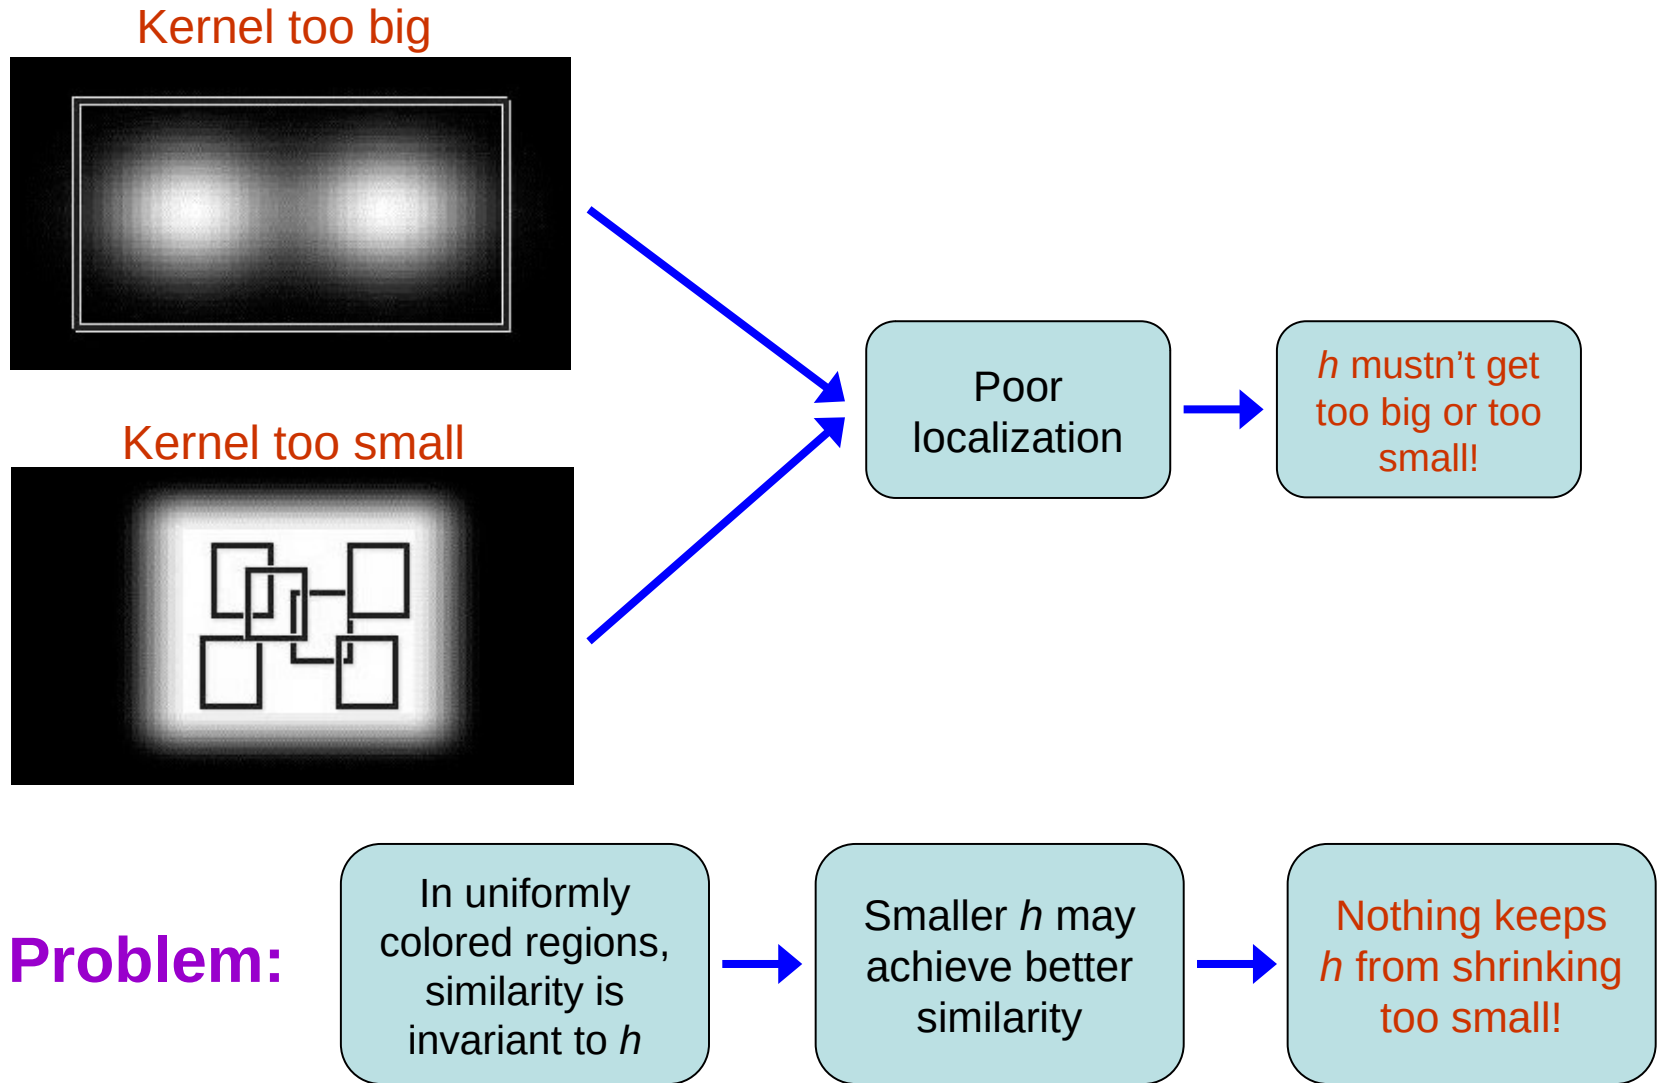 Kernel too big
Kernel too small
Poor
localization
h mustn’t get
too big or too
small!
Problem:
In uniformly
colored regions,
similarity is
invariant to h
Smaller h may
achieve better
similarity
Nothing keeps
h from shrinking
too small!